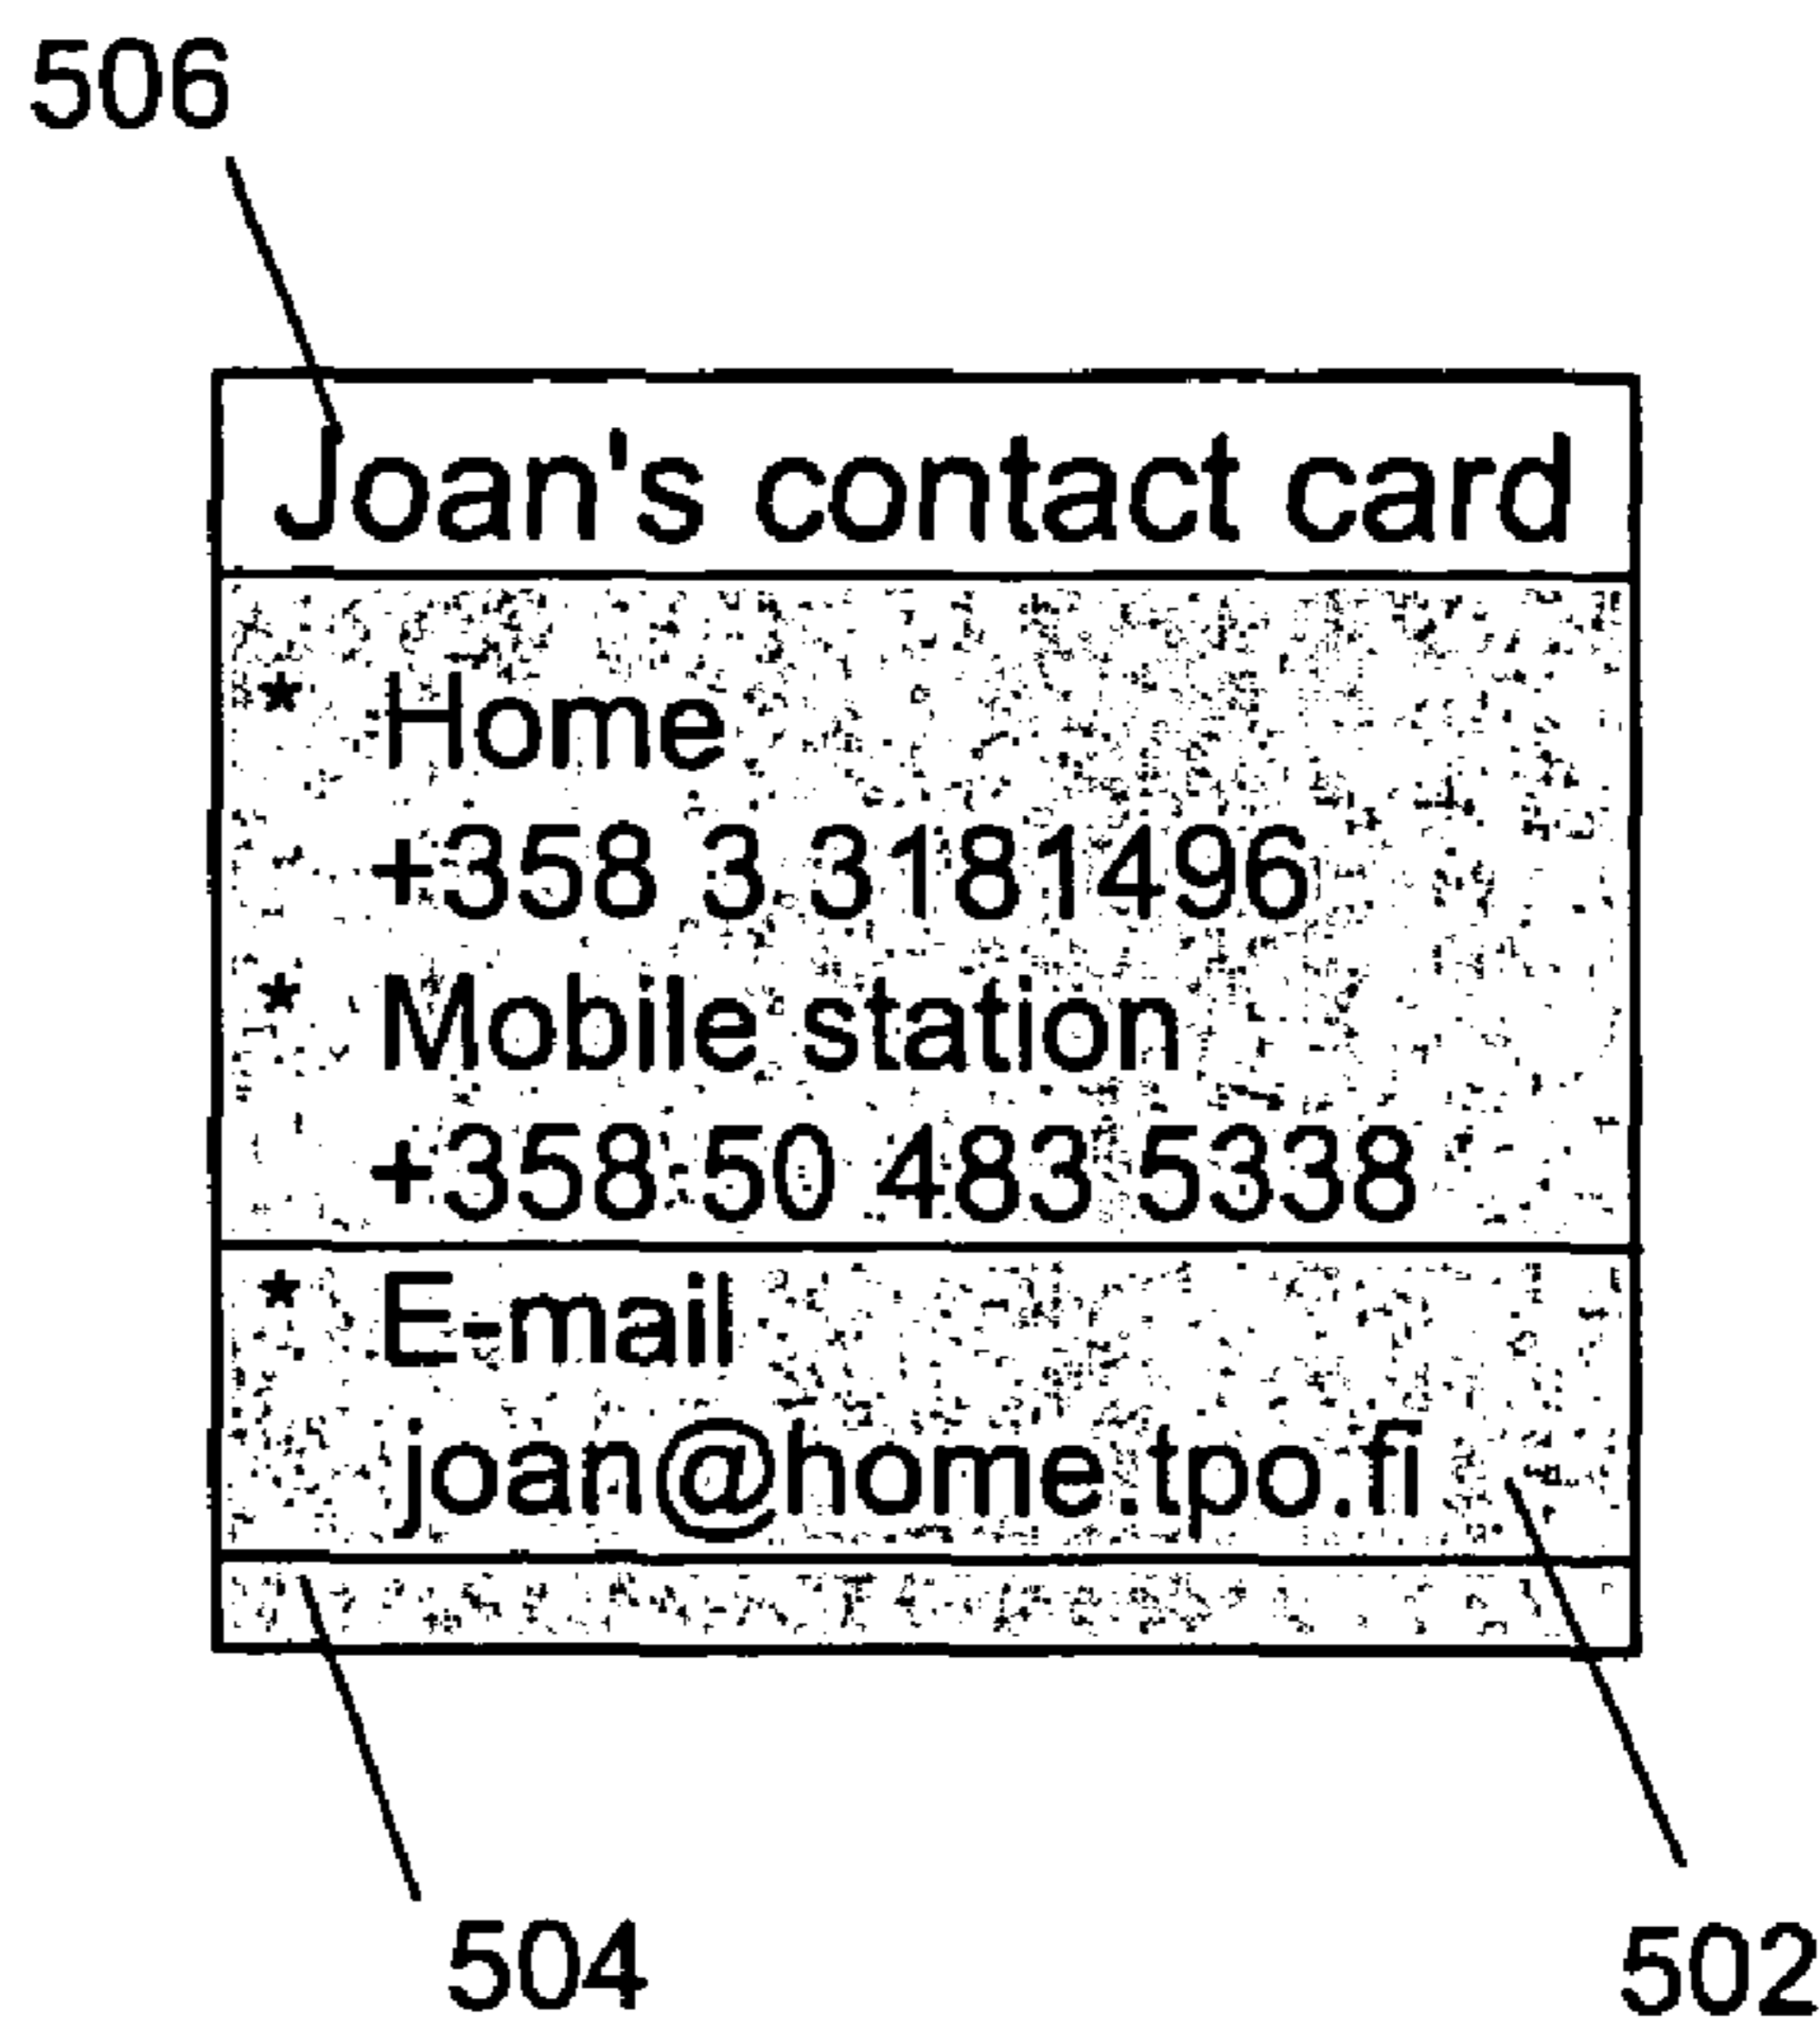 506
Joan's contact card
* Home
+358 3 3181496
* Mobile station
+358 50 483 5338
* E-mail
joan@home.tpo.fi
504
502